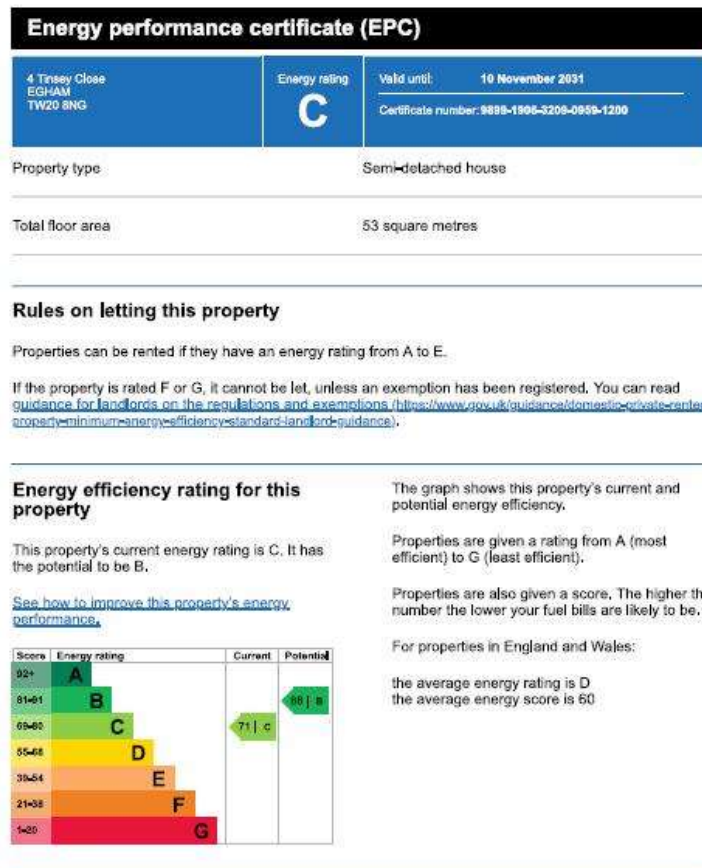 Energy performance certificate (EPC)
4 Tinsey Close
EGHAM
TW20 8NG
Energy rating
C
Valid until: 10 November 2031
Certificate number: 9899-1906-3209-0959-1200
Property type Semi-detached house
Total floor area 53 square metres
Rules on letting this property
Properties can be rented if they have an energy rating from A to E.
If the property is rated F or G, it cannot be let, unless an exemption has been registered. You can read
guidance for landlords on the regulations and exemptions (https://www.gov.uk/guidance/domestic-private-rented
property-minimum-energy-efficiency-standard-landlord-guidance).
Energy efficiency rating for this
property
This property's current energy rating is C. It has
the potential to be B.
See how to improve this property's energy
performance.
Score Energy rating Current Potential
92+ A
81-91 B 88 | B
69-80 C 71 | C
55-68 D
39-54 E
21-38 F
1-20 G
The graph shows this property's current and
potential energy efficiency.
Properties are given a rating from A (most
efficient) to G (least efficient).
Properties are also given a score. The higher th
number the lower your fuel bills are likely to be.
For properties in England and Wales:
the average energy rating is D
the average energy score is 60